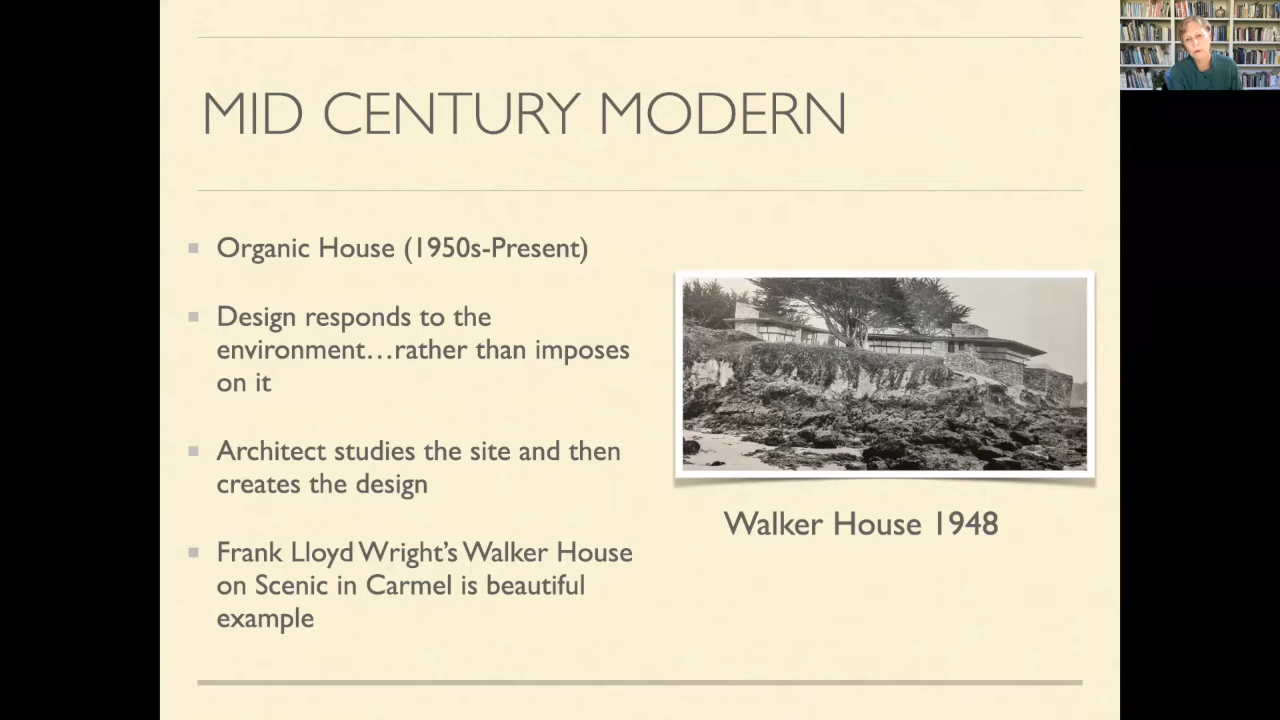 MID CENTURY MODERN
Organic House (1950s-Present)
Design responds to the
environment…rather than imposes
on it
Architect studies the site and then
creates the design
Frank Lloyd Wright's Walker House
on Scenic in Carmel is beautiful
example
Walker House 1948